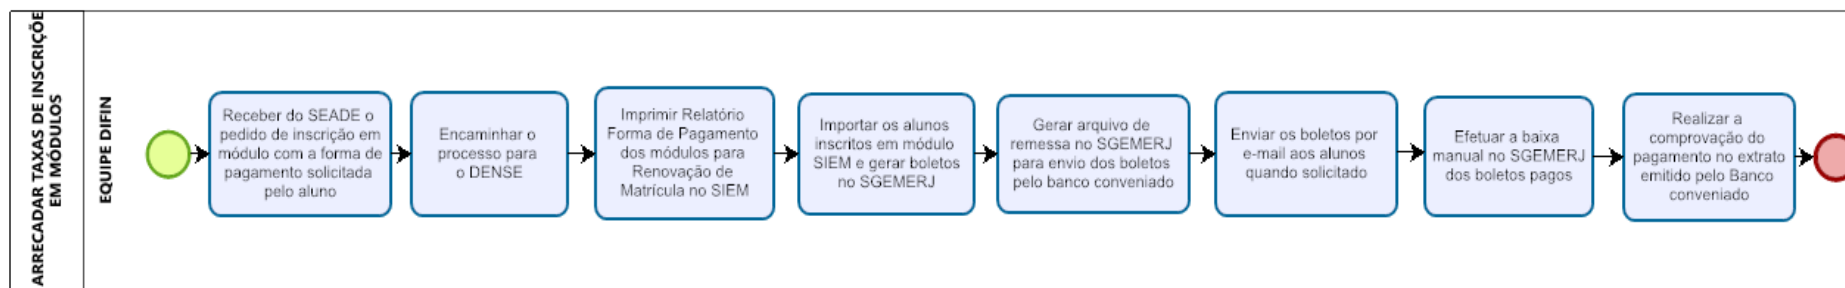 ARRECADAR TAXAS DE INSCRIÇÕE
EM MÓDULOS
EQUIPE DIFIN
Receber do SEADE o
pedido de inscrição em
módulo com a forma de
pagamento solicitada
pelo aluno
Encaminhar o
processo para
o DENSE
Imprimir Relatório
Forma de Pagamento
dos módulos para
Renovação de
Matrícula no SIEM
Importar os alunos
inscritos em módulo
SIEM e gerar boletos
no SGEMERJ
Gerar arquivo de
remessa no SGEMERJ
para envio dos boletos
pelo banco conveniado
Enviar os boletos por
e-mail aos alunos
quando solicitado
Efetuar a baixa
manual no SGEMERJ
dos boletos pagos
Realizar a
comprovação do
pagamento no extrato
emitido pelo Banco
conveniado